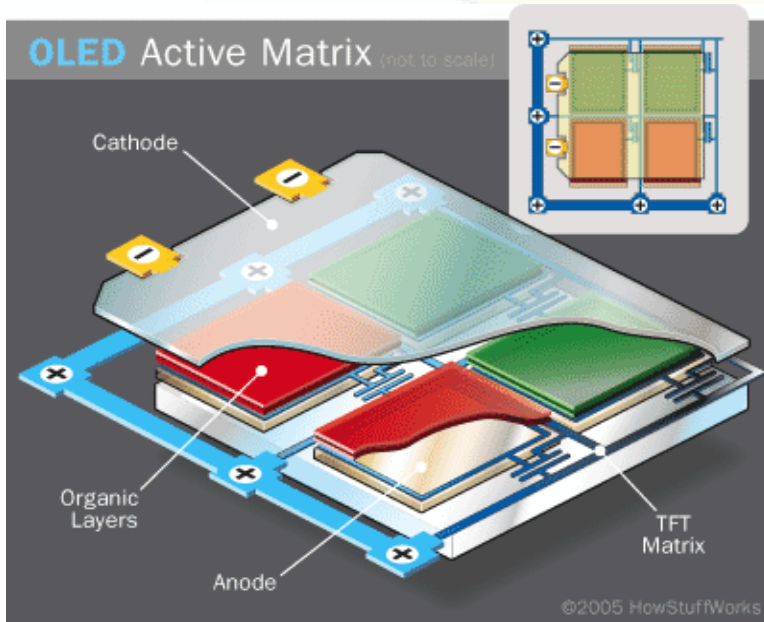 OLED Active Matrix (not to scale)
Cathode
Organic
Layers
Anode
TFT
Matrix
©2005 HowStuffWorks